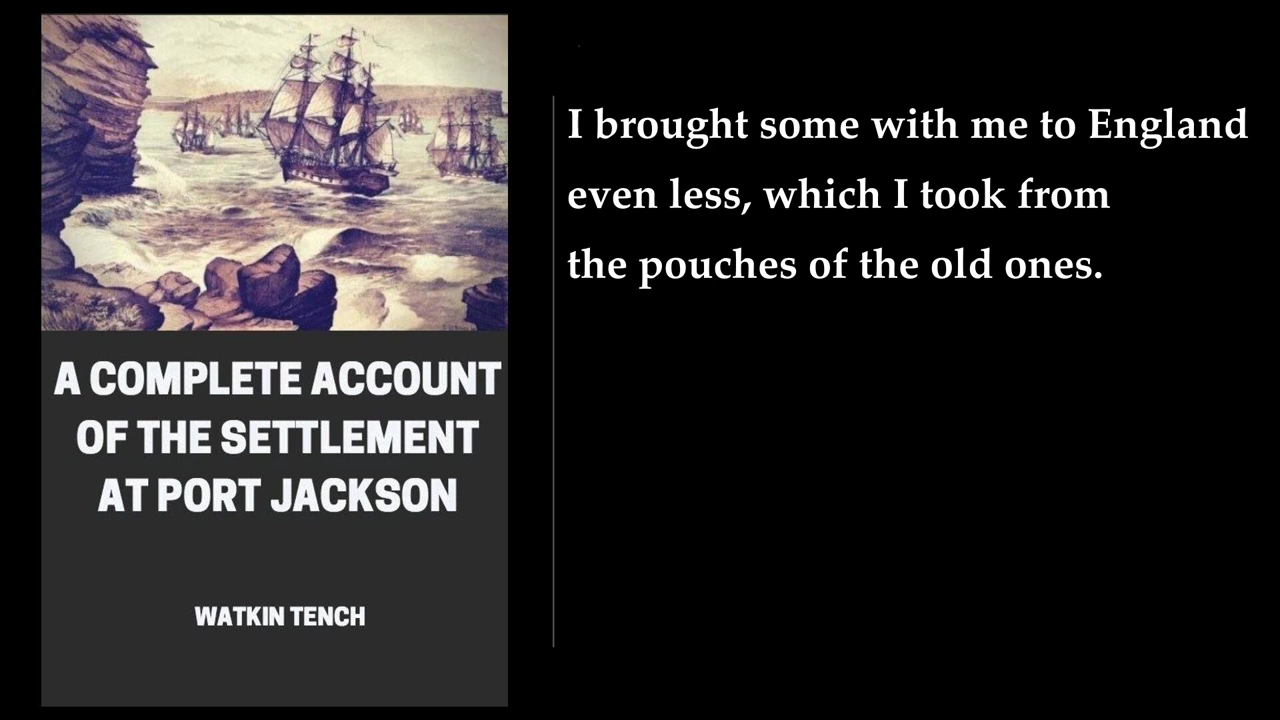 A COMPLETE ACCOUNT
OF THE SETTLEMENT
AT PORT JACKSON
WATKIN TENCH
I brought some with me to England
even less, which I took from
the pouches of the old ones.